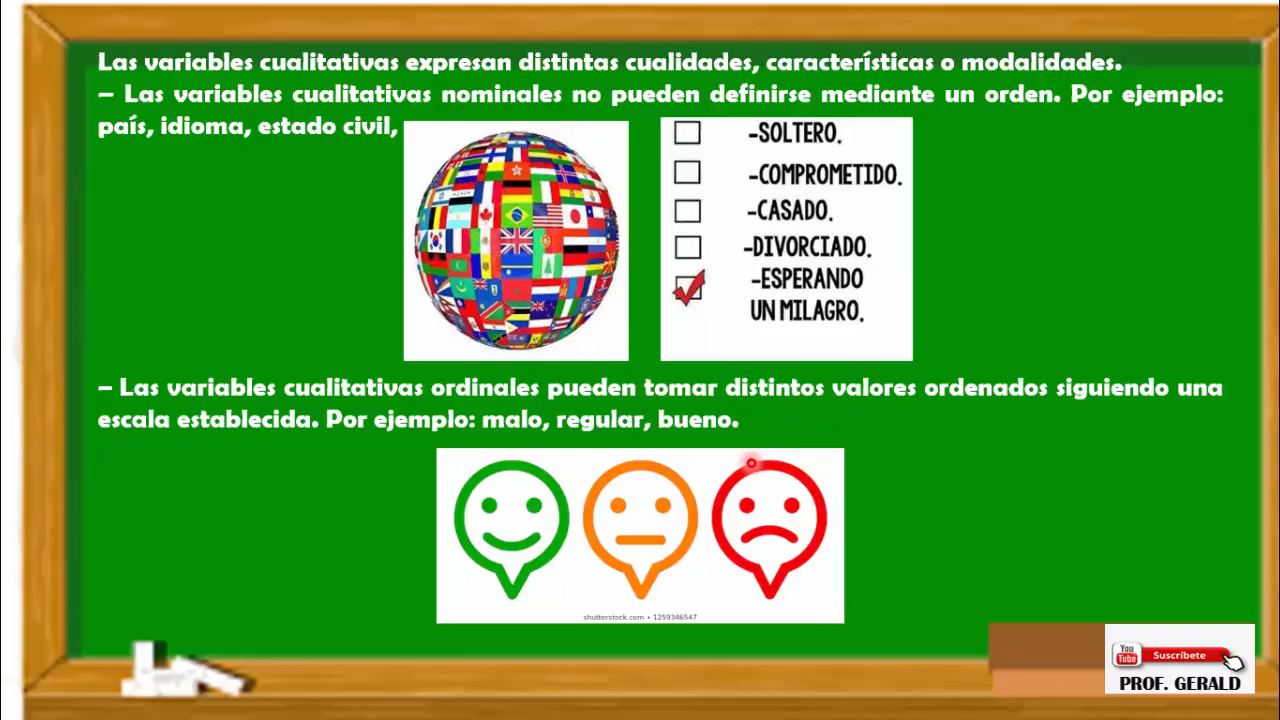 Las variables cualitativas expresan distintas cualidades, características o modalidades.
– Las variables cualitativas nominales no pueden definirse mediante un orden. Por ejemplo:
país, idioma, estado civil,
-SOLTERO.
-COMPROMETIDO.
-CASADO.
-DIVORCIADO.
-ESPERANDO
UN MILAGRO.
– Las variables cualitativas ordinales pueden tomar distintos valores ordenados siguiendo una
escala establecida. Por ejemplo: malo, regular, bueno.
shutterstock.com • 1259346547
You
Tube
Suscríbete
PROF. GERALD